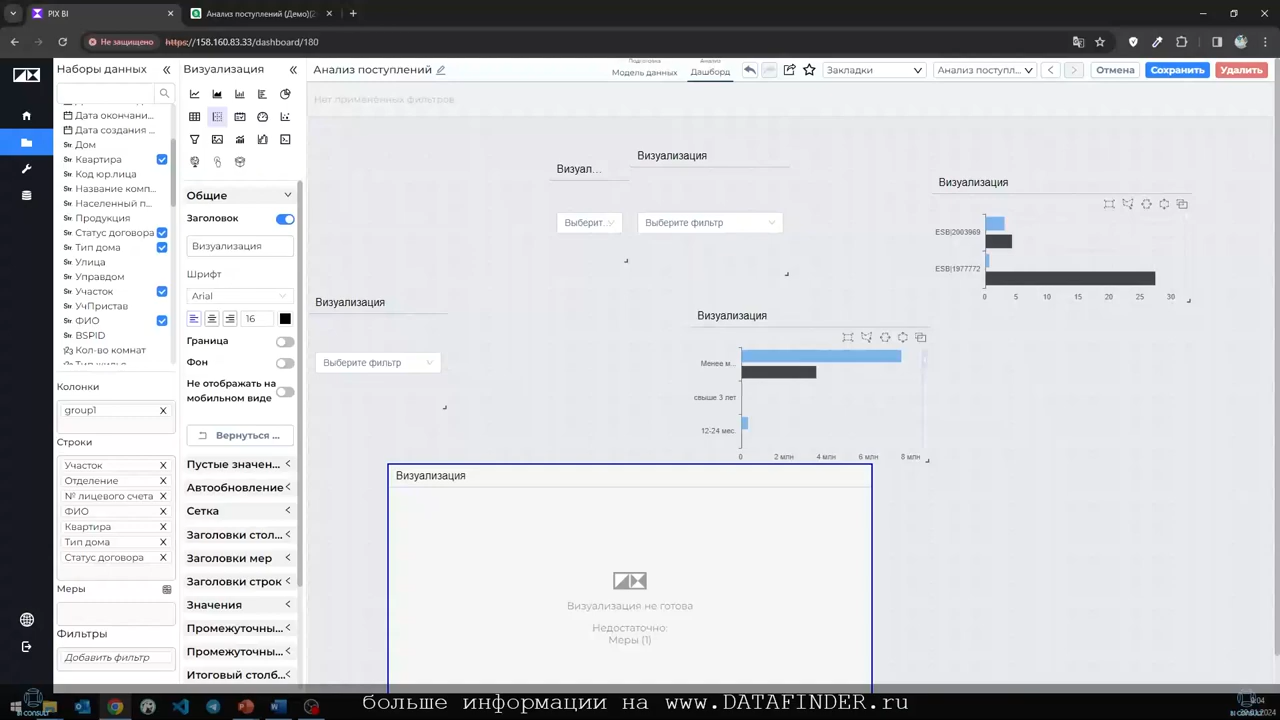 PIX BI
Анализ поступлений (Демо)(2
Не защищено
https://158.160.83.33/dashboard/180
Наборы данных
Визуализация
Анализ поступлений
Подготовка
Модель данных
Анализ
Дашборд
Закладки
Анализ поступл...
Отмена
Сохранить
Удалить
Нет применённых фильтров
Дата окончани...
Дата создания ...
Дом
Квартира
Код юр.лица
Название комп...
Населенный п...
Продукция
Статус договора
Тип дома
Улица
Управдом
Участок
УчПристав
ФИО
BSPID
Кол-во комнат
Колонки
group1
X
Строки
Участок X
Отделение X
№ лицевого счета X
ФИО X
Квартира X
Тип дома X
Статус договора X
Меры
Фильтры
Добавить фильтр
Общие
Заголовок
Визуализация
Шрифт
Arial
16
Граница
Фон
Не отображать на
мобильном виде
Вернуться ...
Пустые значен...
Автообновление
Сетка
Заголовки стол...
Заголовки мер
Заголовки строк
Значения
Промежуточны...
Промежуточны...
Итоговый столб...
Визуал...
Выберит...
Визуализация
Выберите фильтр
Визуализация
ESB|2003969
ESB|1977772
0 5 10 15 20 25 30
Визуализация
Выберите фильтр
Визуализация
Менее м...
свыше 3 лет
12-24 мес.
0 2 млн 4 млн 6 млн 8 млн
Визуализация
Визуализация не готова
Недостаточно:
Меры (1)
больше информации на www.DATAFINDER.ru
BI CONSULT